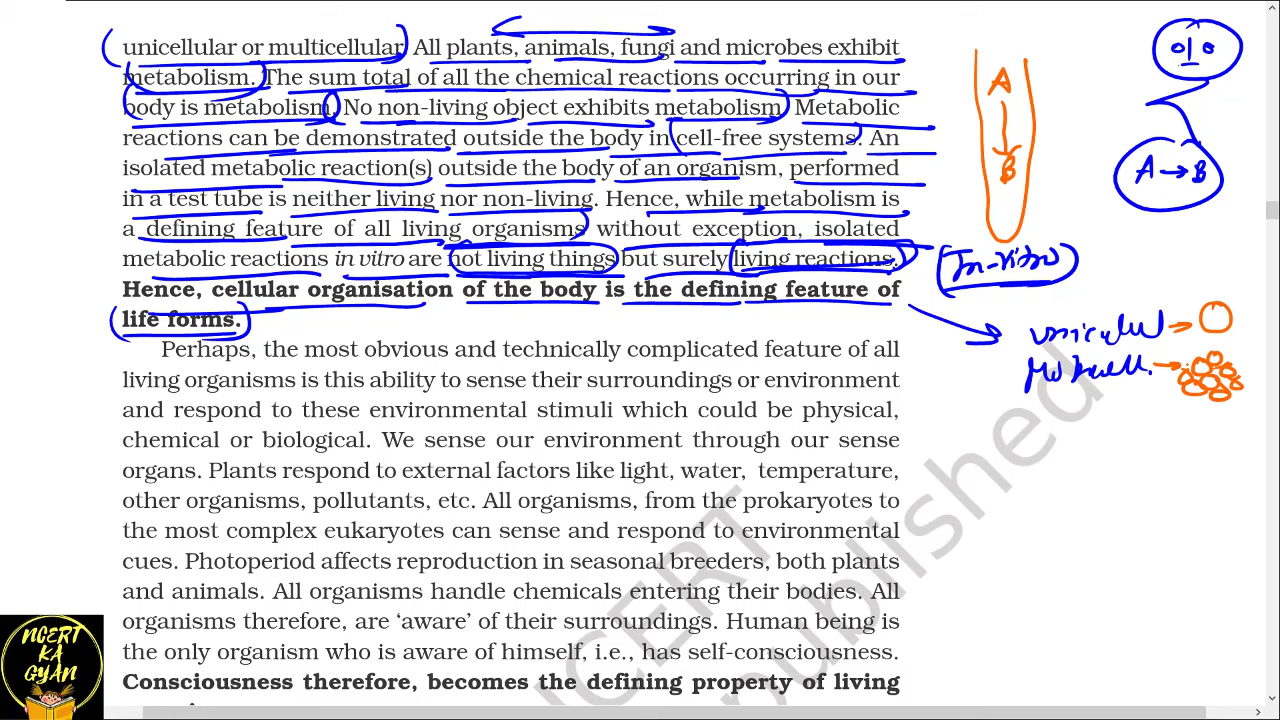 unicellular or multicellular. All plants, animals, fungi and microbes exhibit
metabolism. The sum total of all the chemical reactions occurring in our
body is metabolism. No non-living object exhibits metabolism. Metabolic
reactions can be demonstrated outside the body in cell-free systems. An
isolated metabolic reaction(s) outside the body of an organism, performed
in a test tube is neither living nor non-living. Hence, while metabolism is
a defining feature of all living organisms without exception, isolated
metabolic reactions in vitro are not living things but surely living reactions.
Hence, cellular organisation of the body is the defining feature of
life forms.
Perhaps, the most obvious and technically complicated feature of all
living organisms is this ability to sense their surroundings or environment
and respond to these environmental stimuli which could be physical,
chemical or biological. We sense our environment through our sense
organs. Plants respond to external factors like light, water, temperature,
other organisms, pollutants, etc. All organisms, from the prokaryotes to
the most complex eukaryotes can sense and respond to environmental
cues. Photoperiod affects reproduction in seasonal breeders, both plants
and animals. All organisms handle chemicals entering their bodies. All
organisms therefore, are ‘aware’ of their surroundings. Human being is
the only organism who is aware of himself, i.e., has self-consciousness.
Consciousness therefore, becomes the defining property of living
A
B
A → B
In-vitro
NCERT
published
NCERT
KA
GYAN